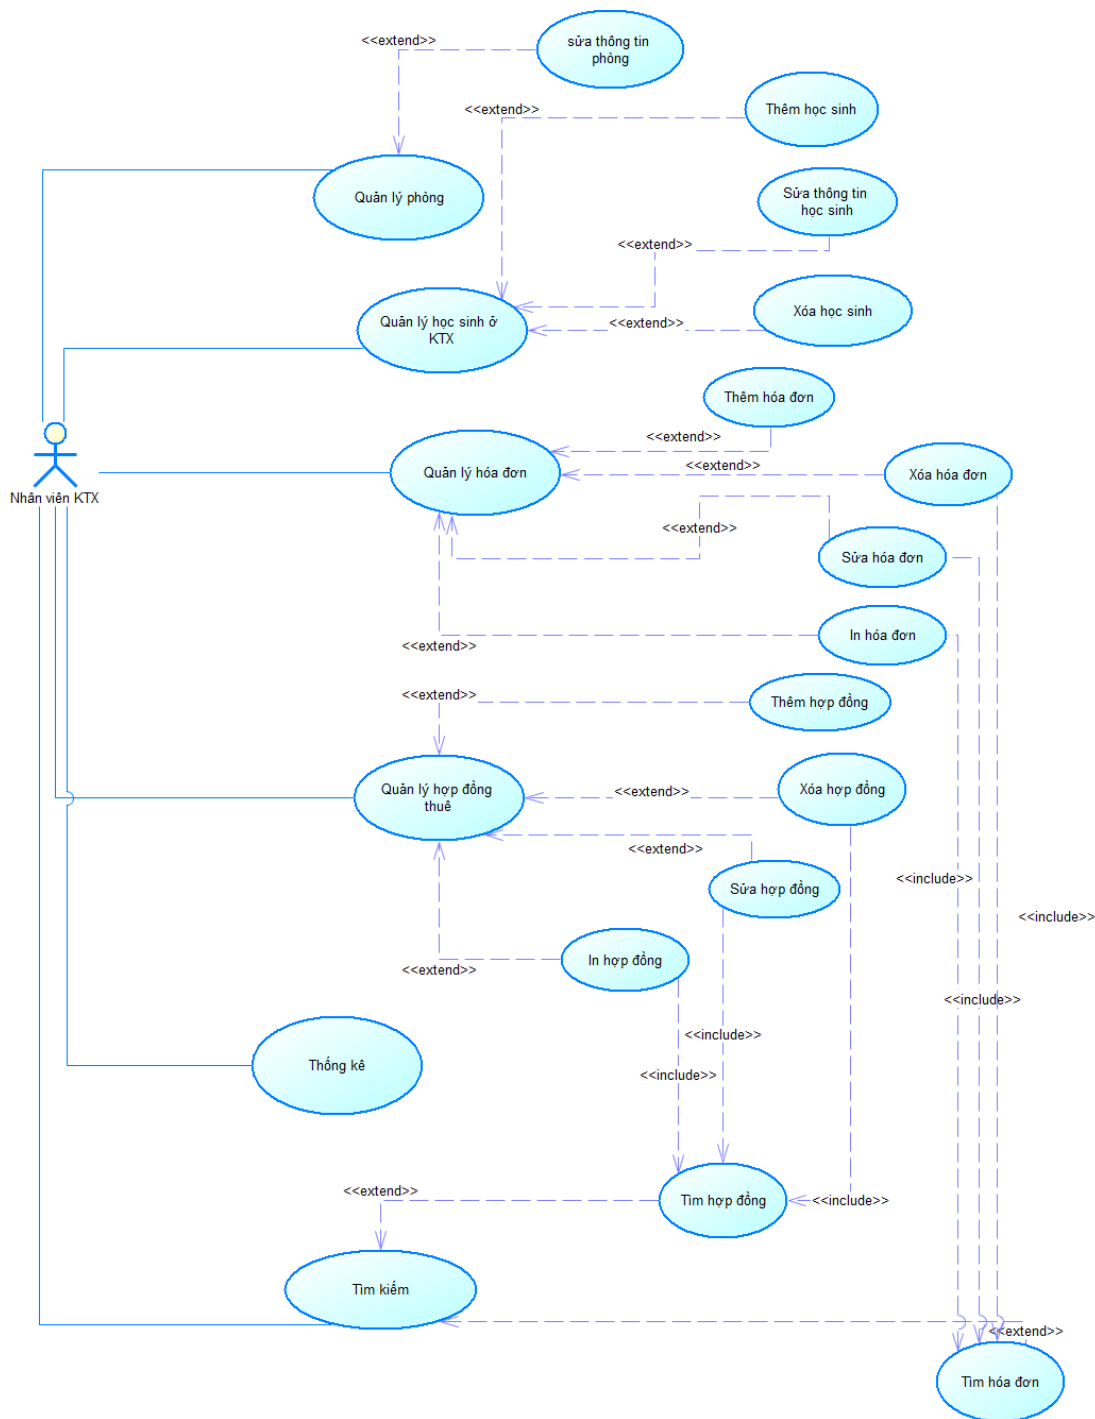 <<extend>>
sửa thông tin
phòng
<<extend>>
Thêm học sinh
Quản lý phòng
Sửa thông tin
học sinh
<<extend>>
Quản lý học sinh ở
KTX
<<extend>>
Xóa học sinh
Thêm hóa đơn
<<extend>>
Nhân viên KTX
Quản lý hóa đơn
<<extend>>
Xóa hóa đơn
<<extend>>
Sửa hóa đơn
<<extend>>
In hóa đơn
<<extend>>
Thêm hợp đồng
Quản lý hợp đồng
thuê
<<extend>>
Xóa hợp đồng
<<extend>>
Sửa hợp đồng
<<include>>
<<include>>
<<extend>>
In hợp đồng
<<include>>
Thống kê
<<include>>
<<include>>
<<extend>>
Tìm hợp đồng
<<include>>
Tìm kiếm
<<extend>>
Tìm hóa đơn